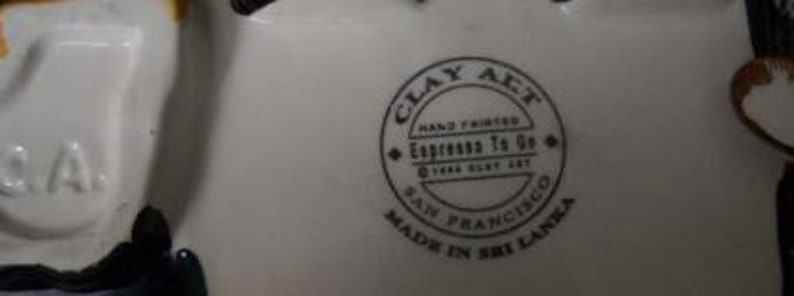 CLAY ART
HAND PAINTED
Espresso To Go
CLAY ART
SAN FRANCISCO
MADE IN SRI LANKA
S.A.